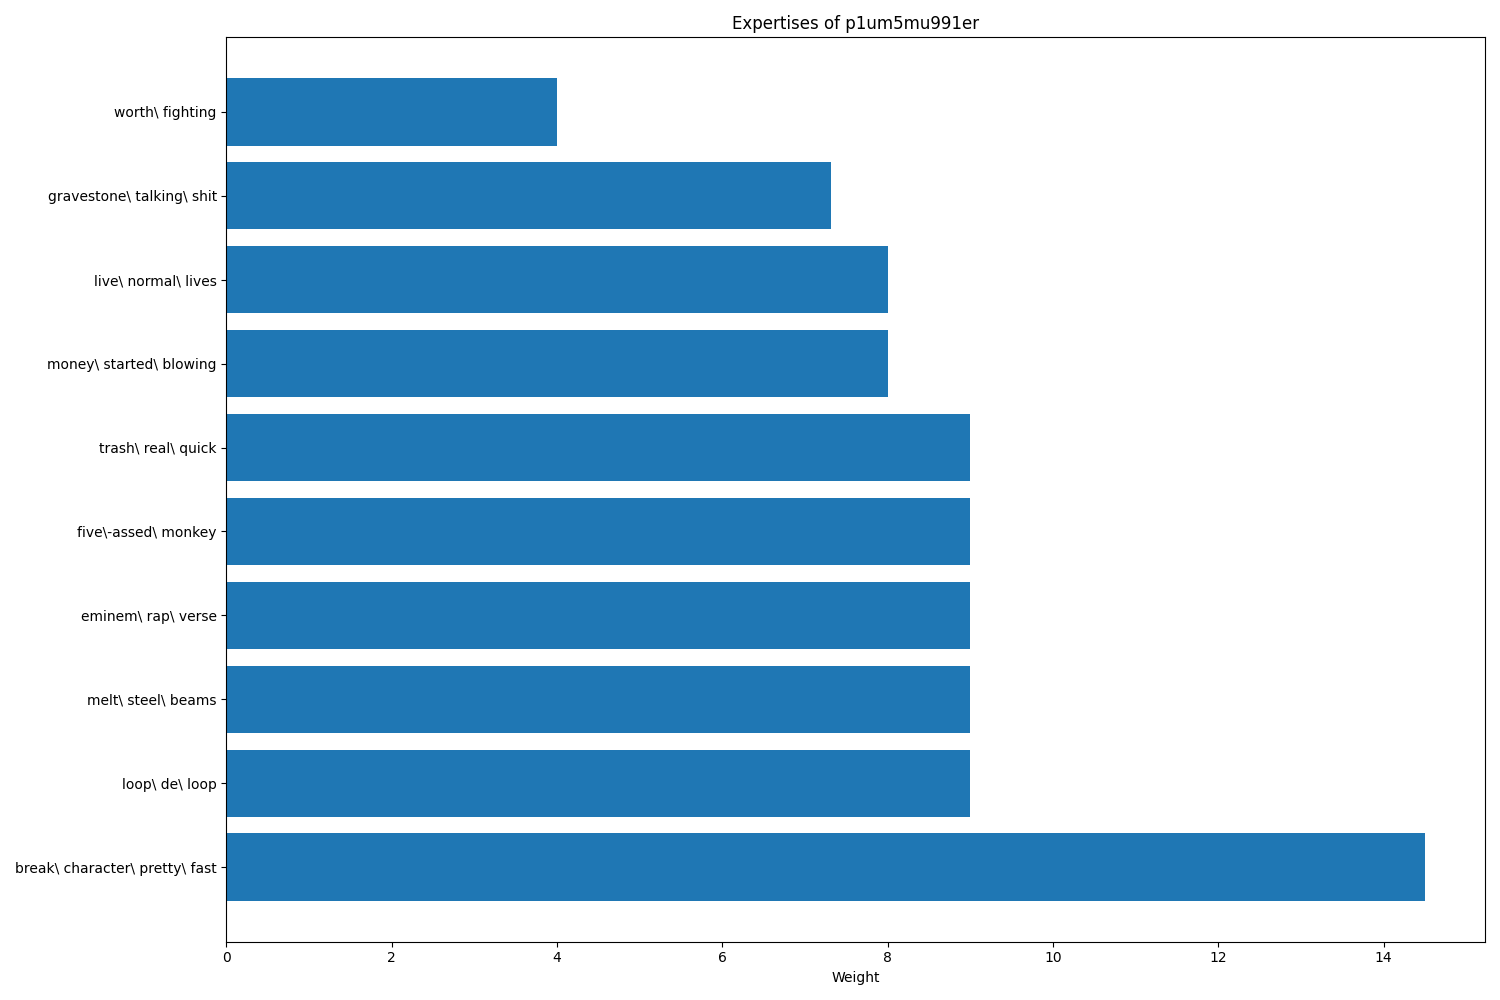 Expertises of p1um5mu991er
worth\ fighting
gravestone\ talking\ shit
live\ normal\ lives
money\ started\ blowing
trash\ real\ quick
five\-assed\ monkey
eminem\ rap\ verse
melt\ steel\ beams
loop\ de\ loop
break\ character\ pretty\ fast
0 2 4 6 8 10 12 14
Weight